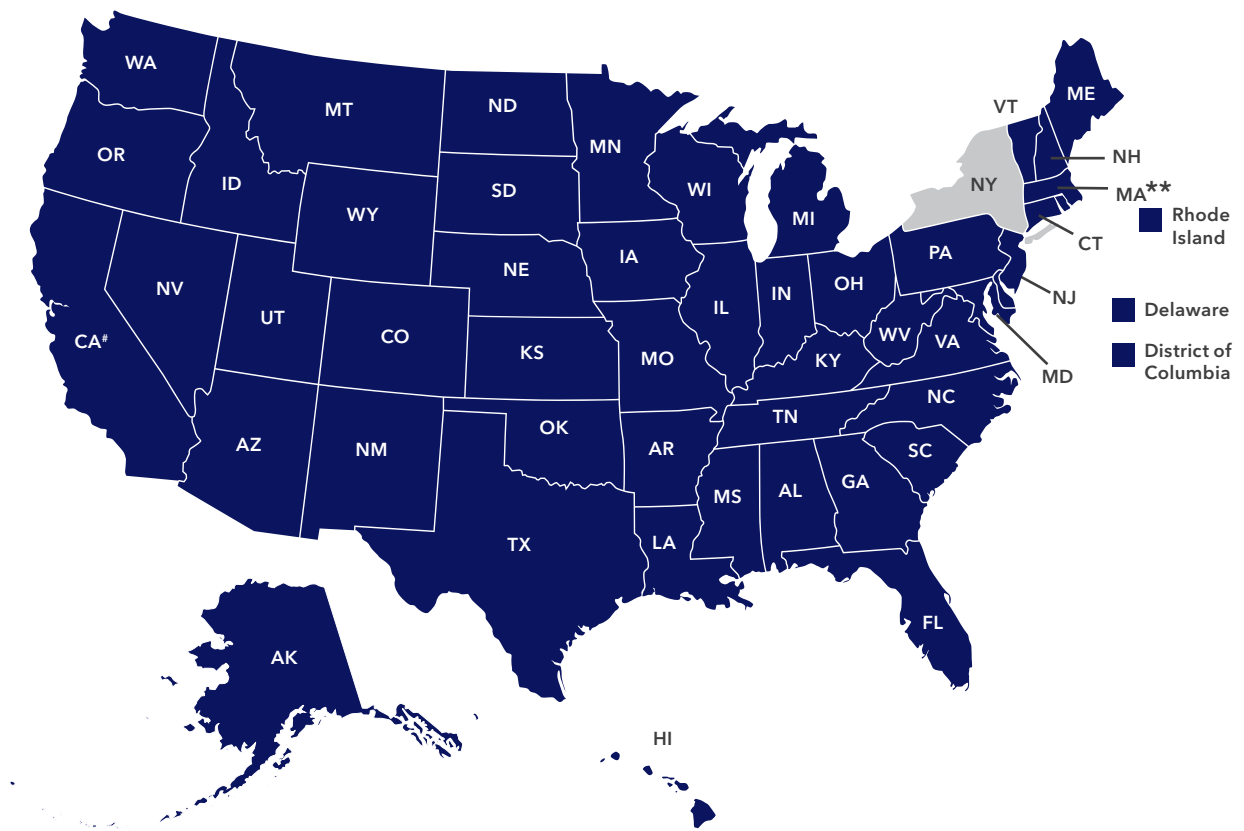 WA
MT
ND
MN
ME
VT
OR
ID
WY
SD
WI
MI
NY
NH
MA**
Rhode
Island
NV
UT
CO
NE
IA
IL
IN
OH
PA
CT
NJ
Delaware
CA#
KS
MO
KY
WV
VA
MD
District of
Columbia
AZ
NM
OK
AR
TN
NC
SC
TX
LA
MS
AL
GA
FL
AK
HI